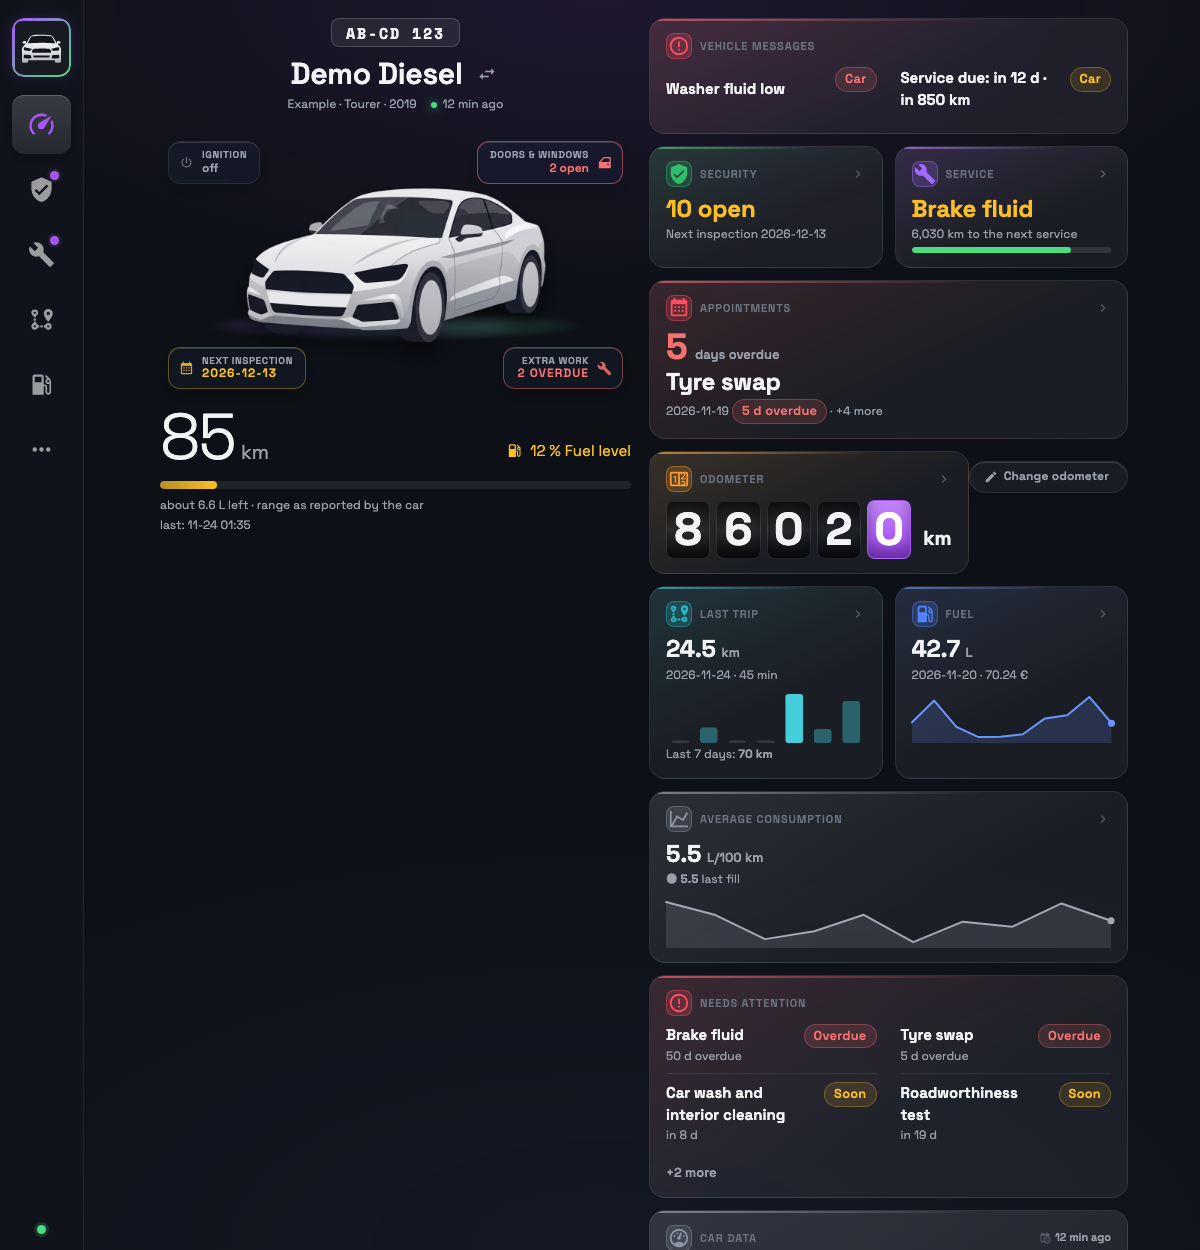 AB-CD 123
Demo Diesel
Example · Tourer · 2019 12 min ago
IGNITION
off
DOORS & WINDOWS
2 open
NEXT INSPECTION
2026-12-13
EXTRA WORK
2 OVERDUE
85 km
12 % Fuel level
about 6.6 L left · range as reported by the car
last: 11-24 01:35
VEHICLE MESSAGES
Washer fluid low Car
Service due: in 12 d ·
in 850 km
Car
SECURITY
10 open
Next inspection 2026-12-13
SERVICE
Brake fluid
6,030 km to the next service
APPOINTMENTS
5 days overdue
Tyre swap
2026-11-19 5 d overdue · +4 more
ODOMETER
8 6 0 2 0 km
Change odometer
LAST TRIP
24.5 km
2026-11-24 · 45 min
Last 7 days: 70 km
FUEL
42.7 L
2026-11-20 · 70.24 €
AVERAGE CONSUMPTION
5.5 L/100 km
5.5 last fill
NEEDS ATTENTION
Brake fluid Overdue
50 d overdue
Tyre swap Overdue
5 d overdue
Car wash and
interior cleaning
Soon
in 8 d
Roadworthiness
test
Soon
in 19 d
+2 more
CAR DATA 12 min ago